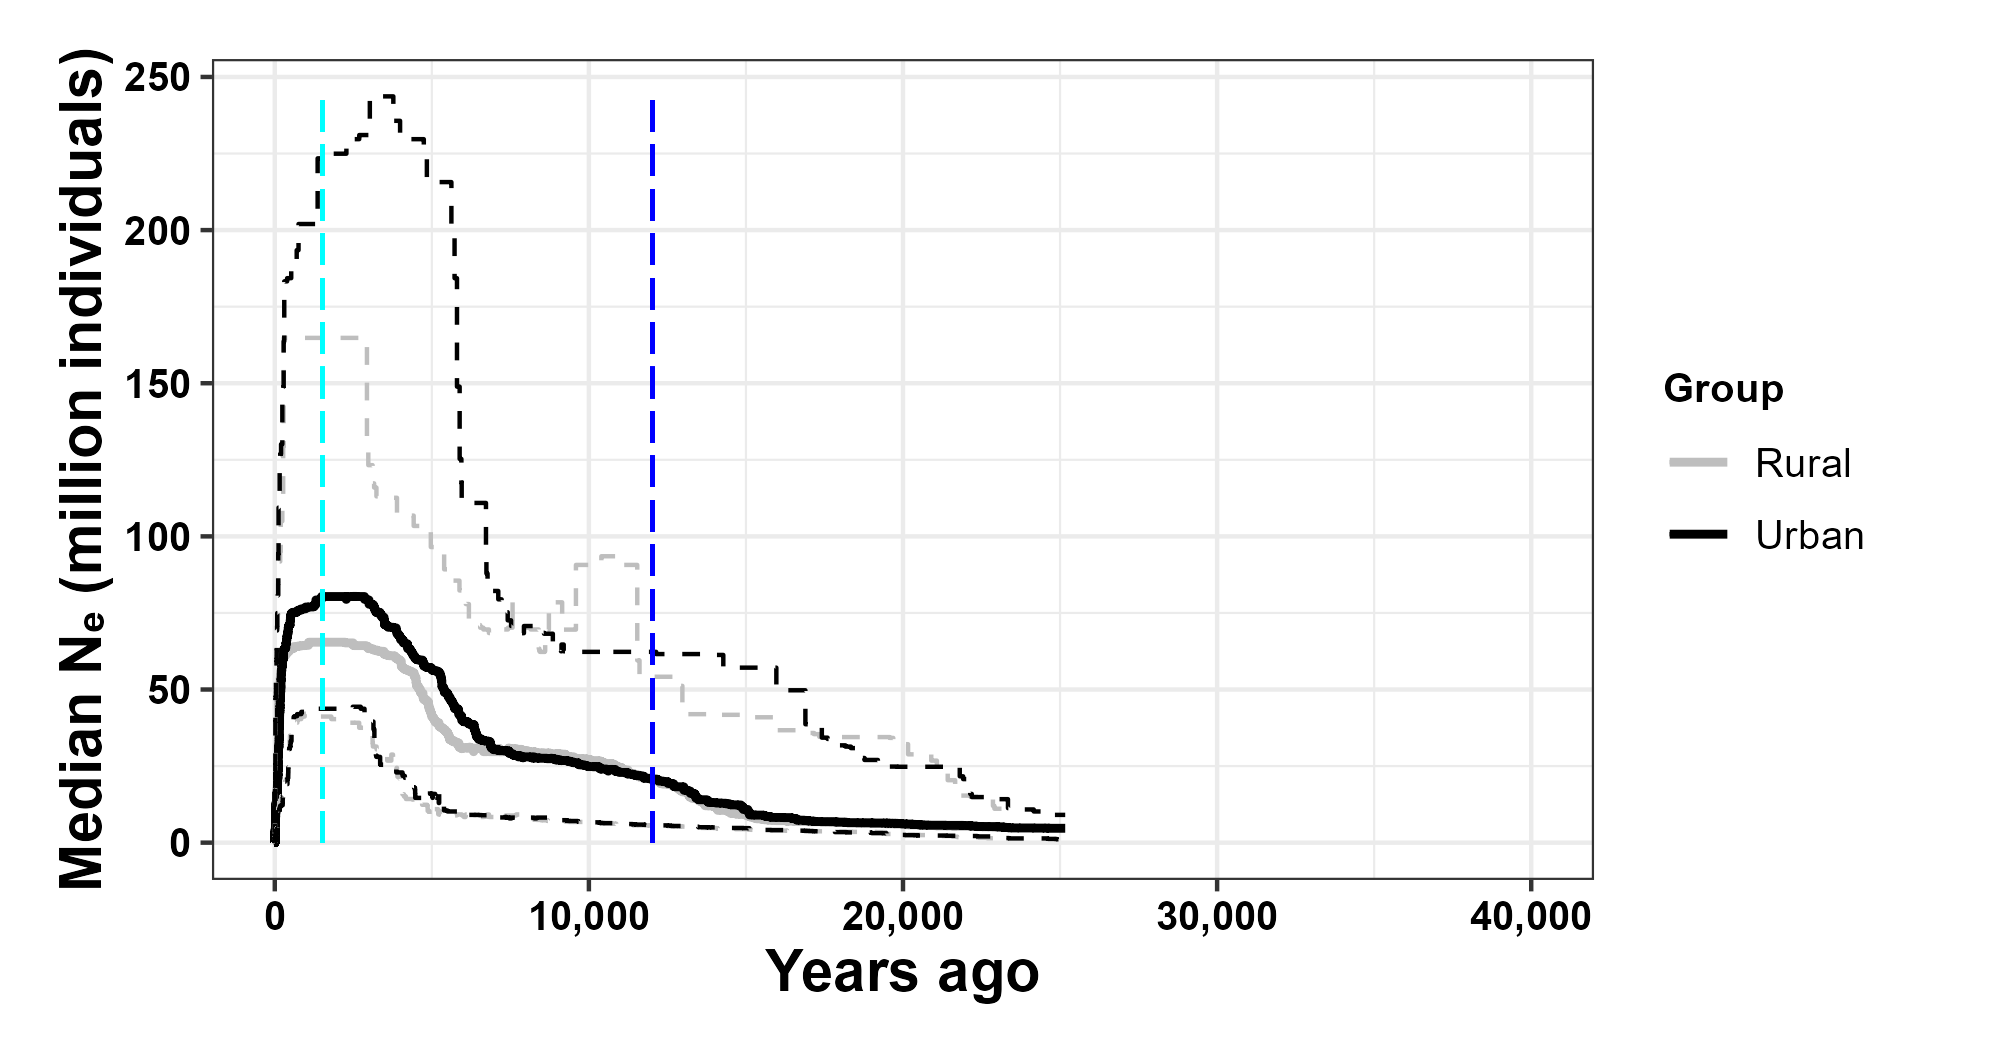 Median Ne (million individuals)
250
200
150
100
50
0
0 10,000 20,000 30,000 40,000
Years ago
Group
Rural
Urban